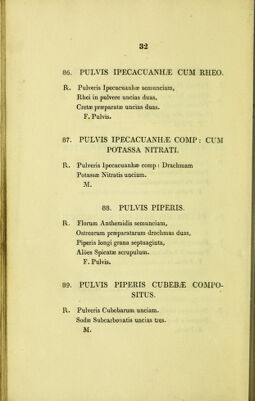 32
86. PULVIS IPECACUANHÆ CUM RHEO.
R. Pulveris Ipecacuanhæ semunciam,
Rhei in pulvere uncias duas,
Cretæ præparatæ uncias duas.
F. Pulvis.
87. PULVIS IPECACUANHÆ COMP: CUM
POTASSA NITRATI.
R. Pulveris Ipecacuanhæ comp: Drachmam
Potassæ Nitratis unciam.
M.
88. PULVIS PIPERIS.
R. Florum Anthemidis semunciam,
Ostrearum præparatarum drachmas duas,
Piperis longi grana septuaginta,
Alöes Spicatæ scrupulum.
F. Pulvis.
89. PULVIS PIPERIS CUBEBÆ COMPO-
SITUS.
R. Pulveris Cubebarum unciam.
Sodæ Subcarbonatis uncias tres.
M.